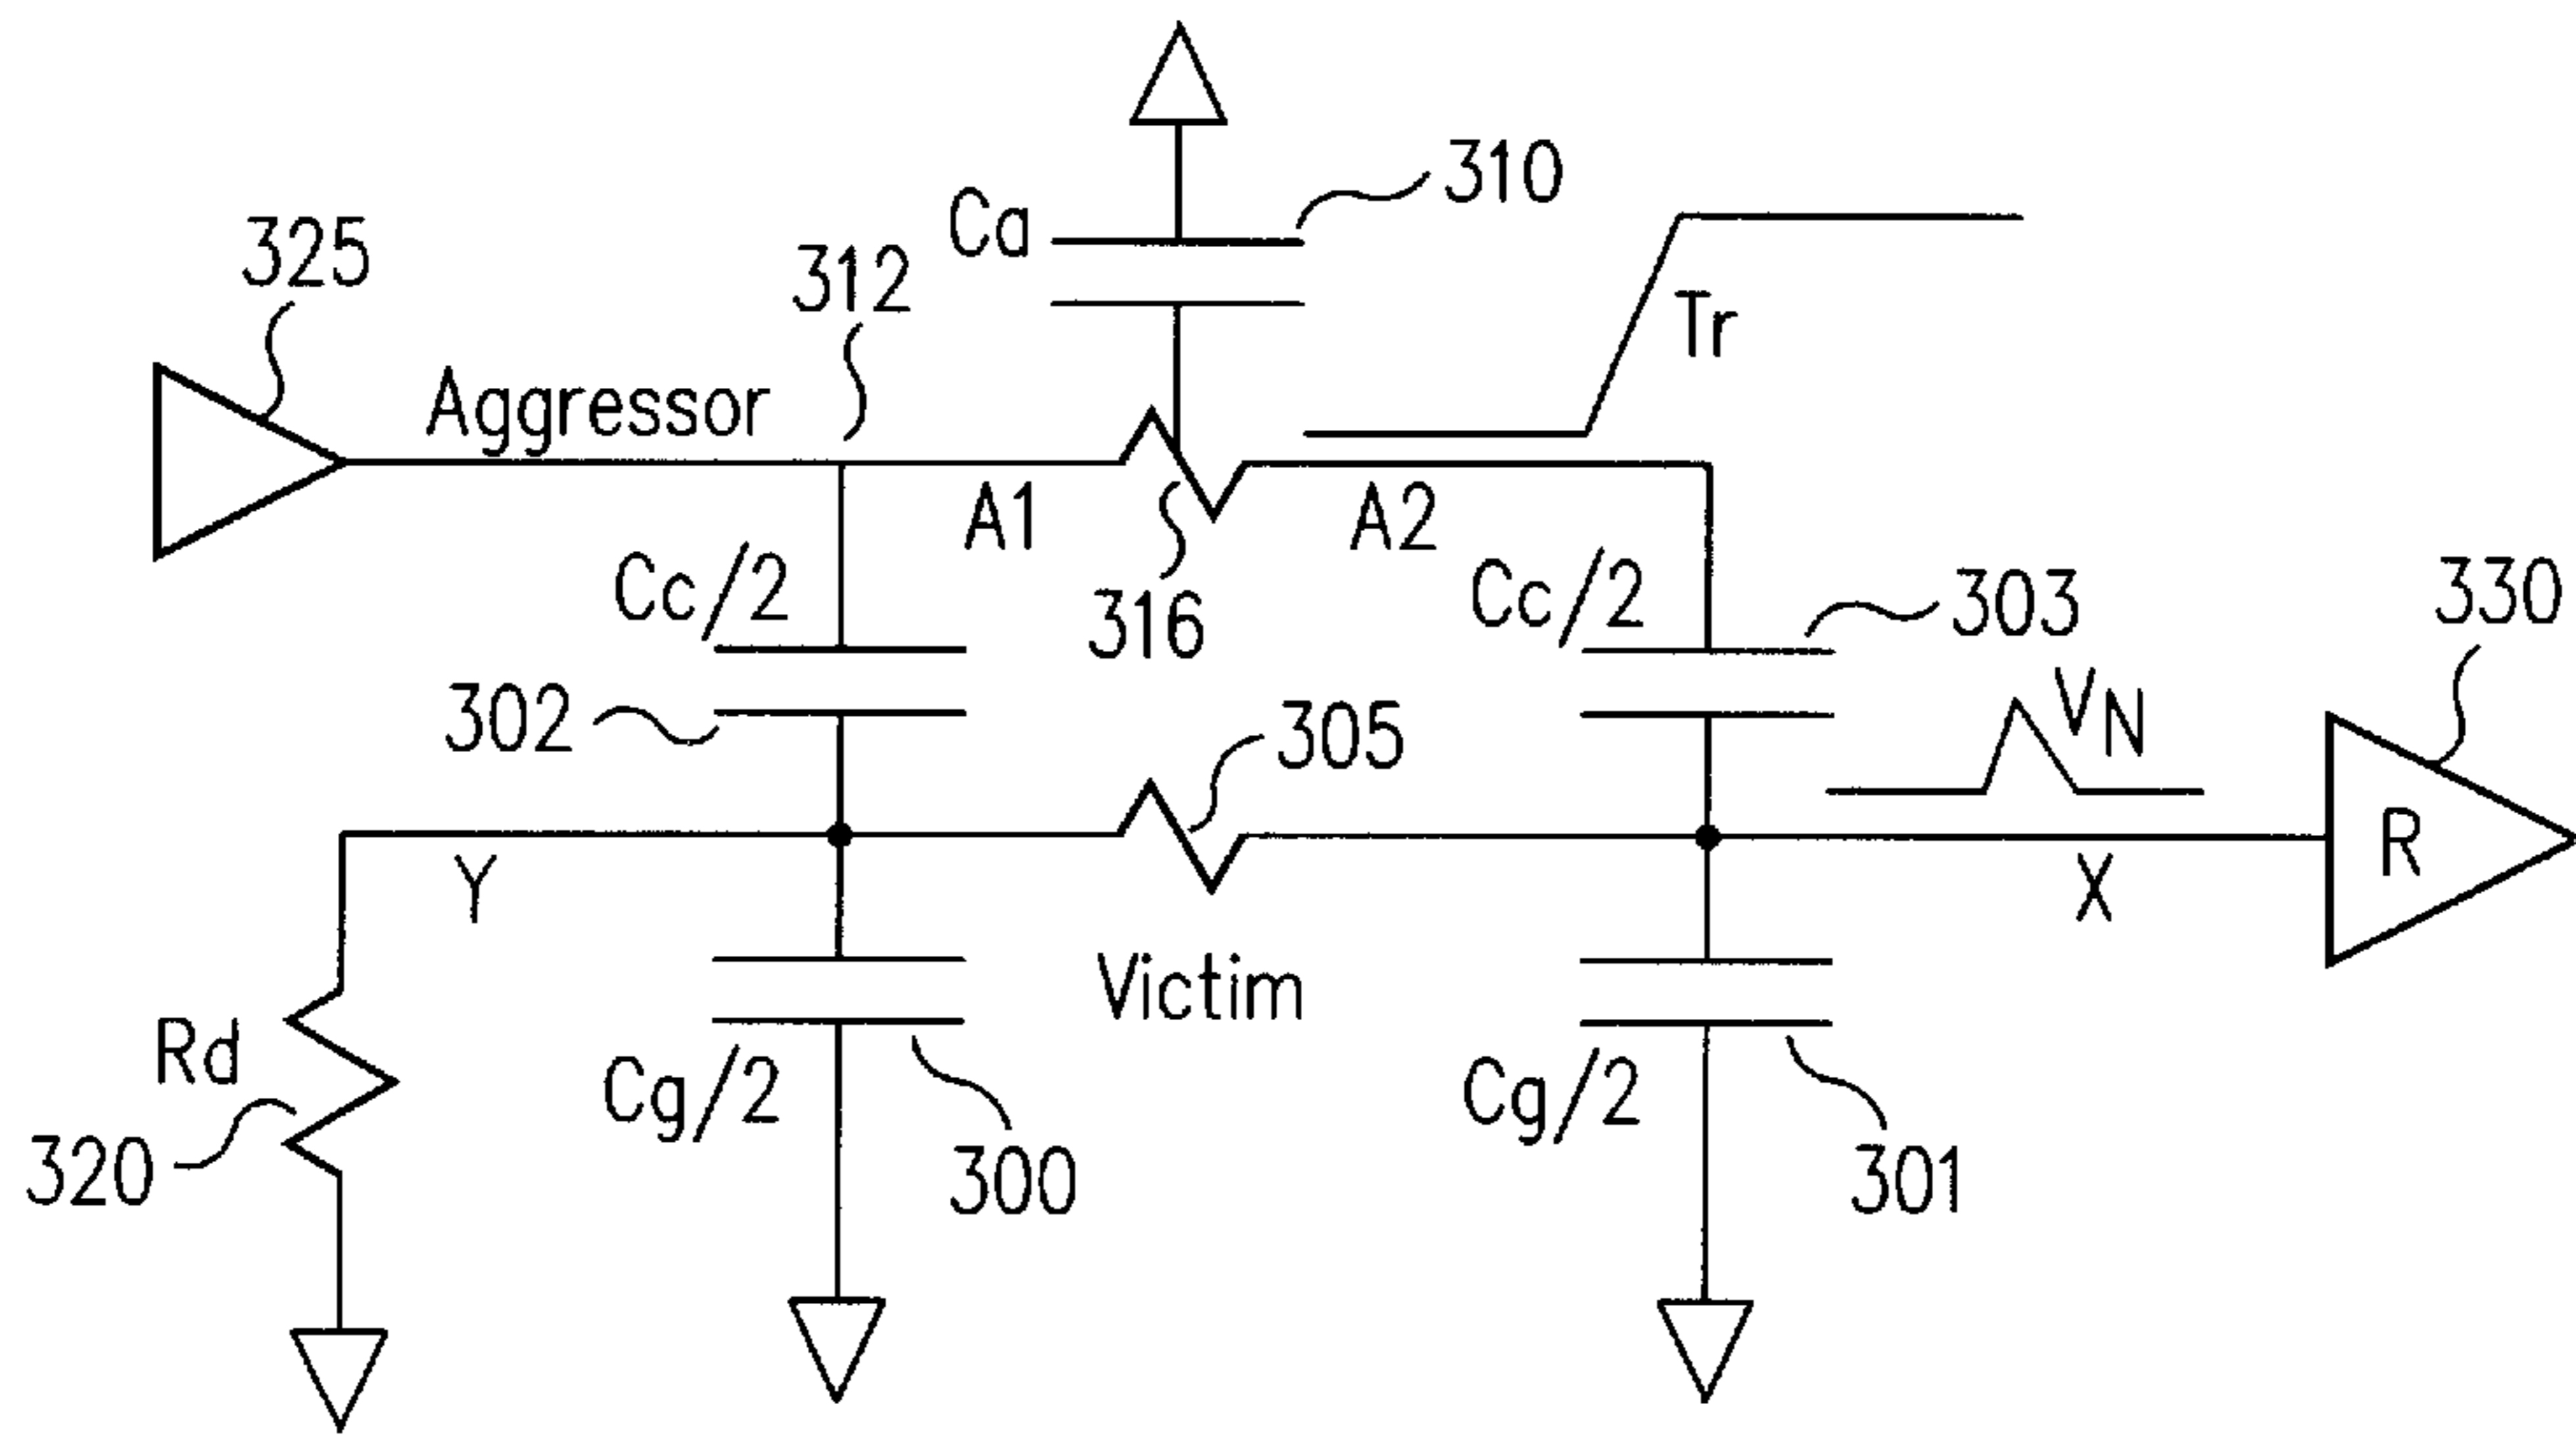 310
Ca
325
312
Tr
Aggressor
A1
A2
Cc/2
316
Cc/2
303
330
302
305
VN
R
Y
X
Victim
Rd
Cg/2
Cg/2
320
300
301